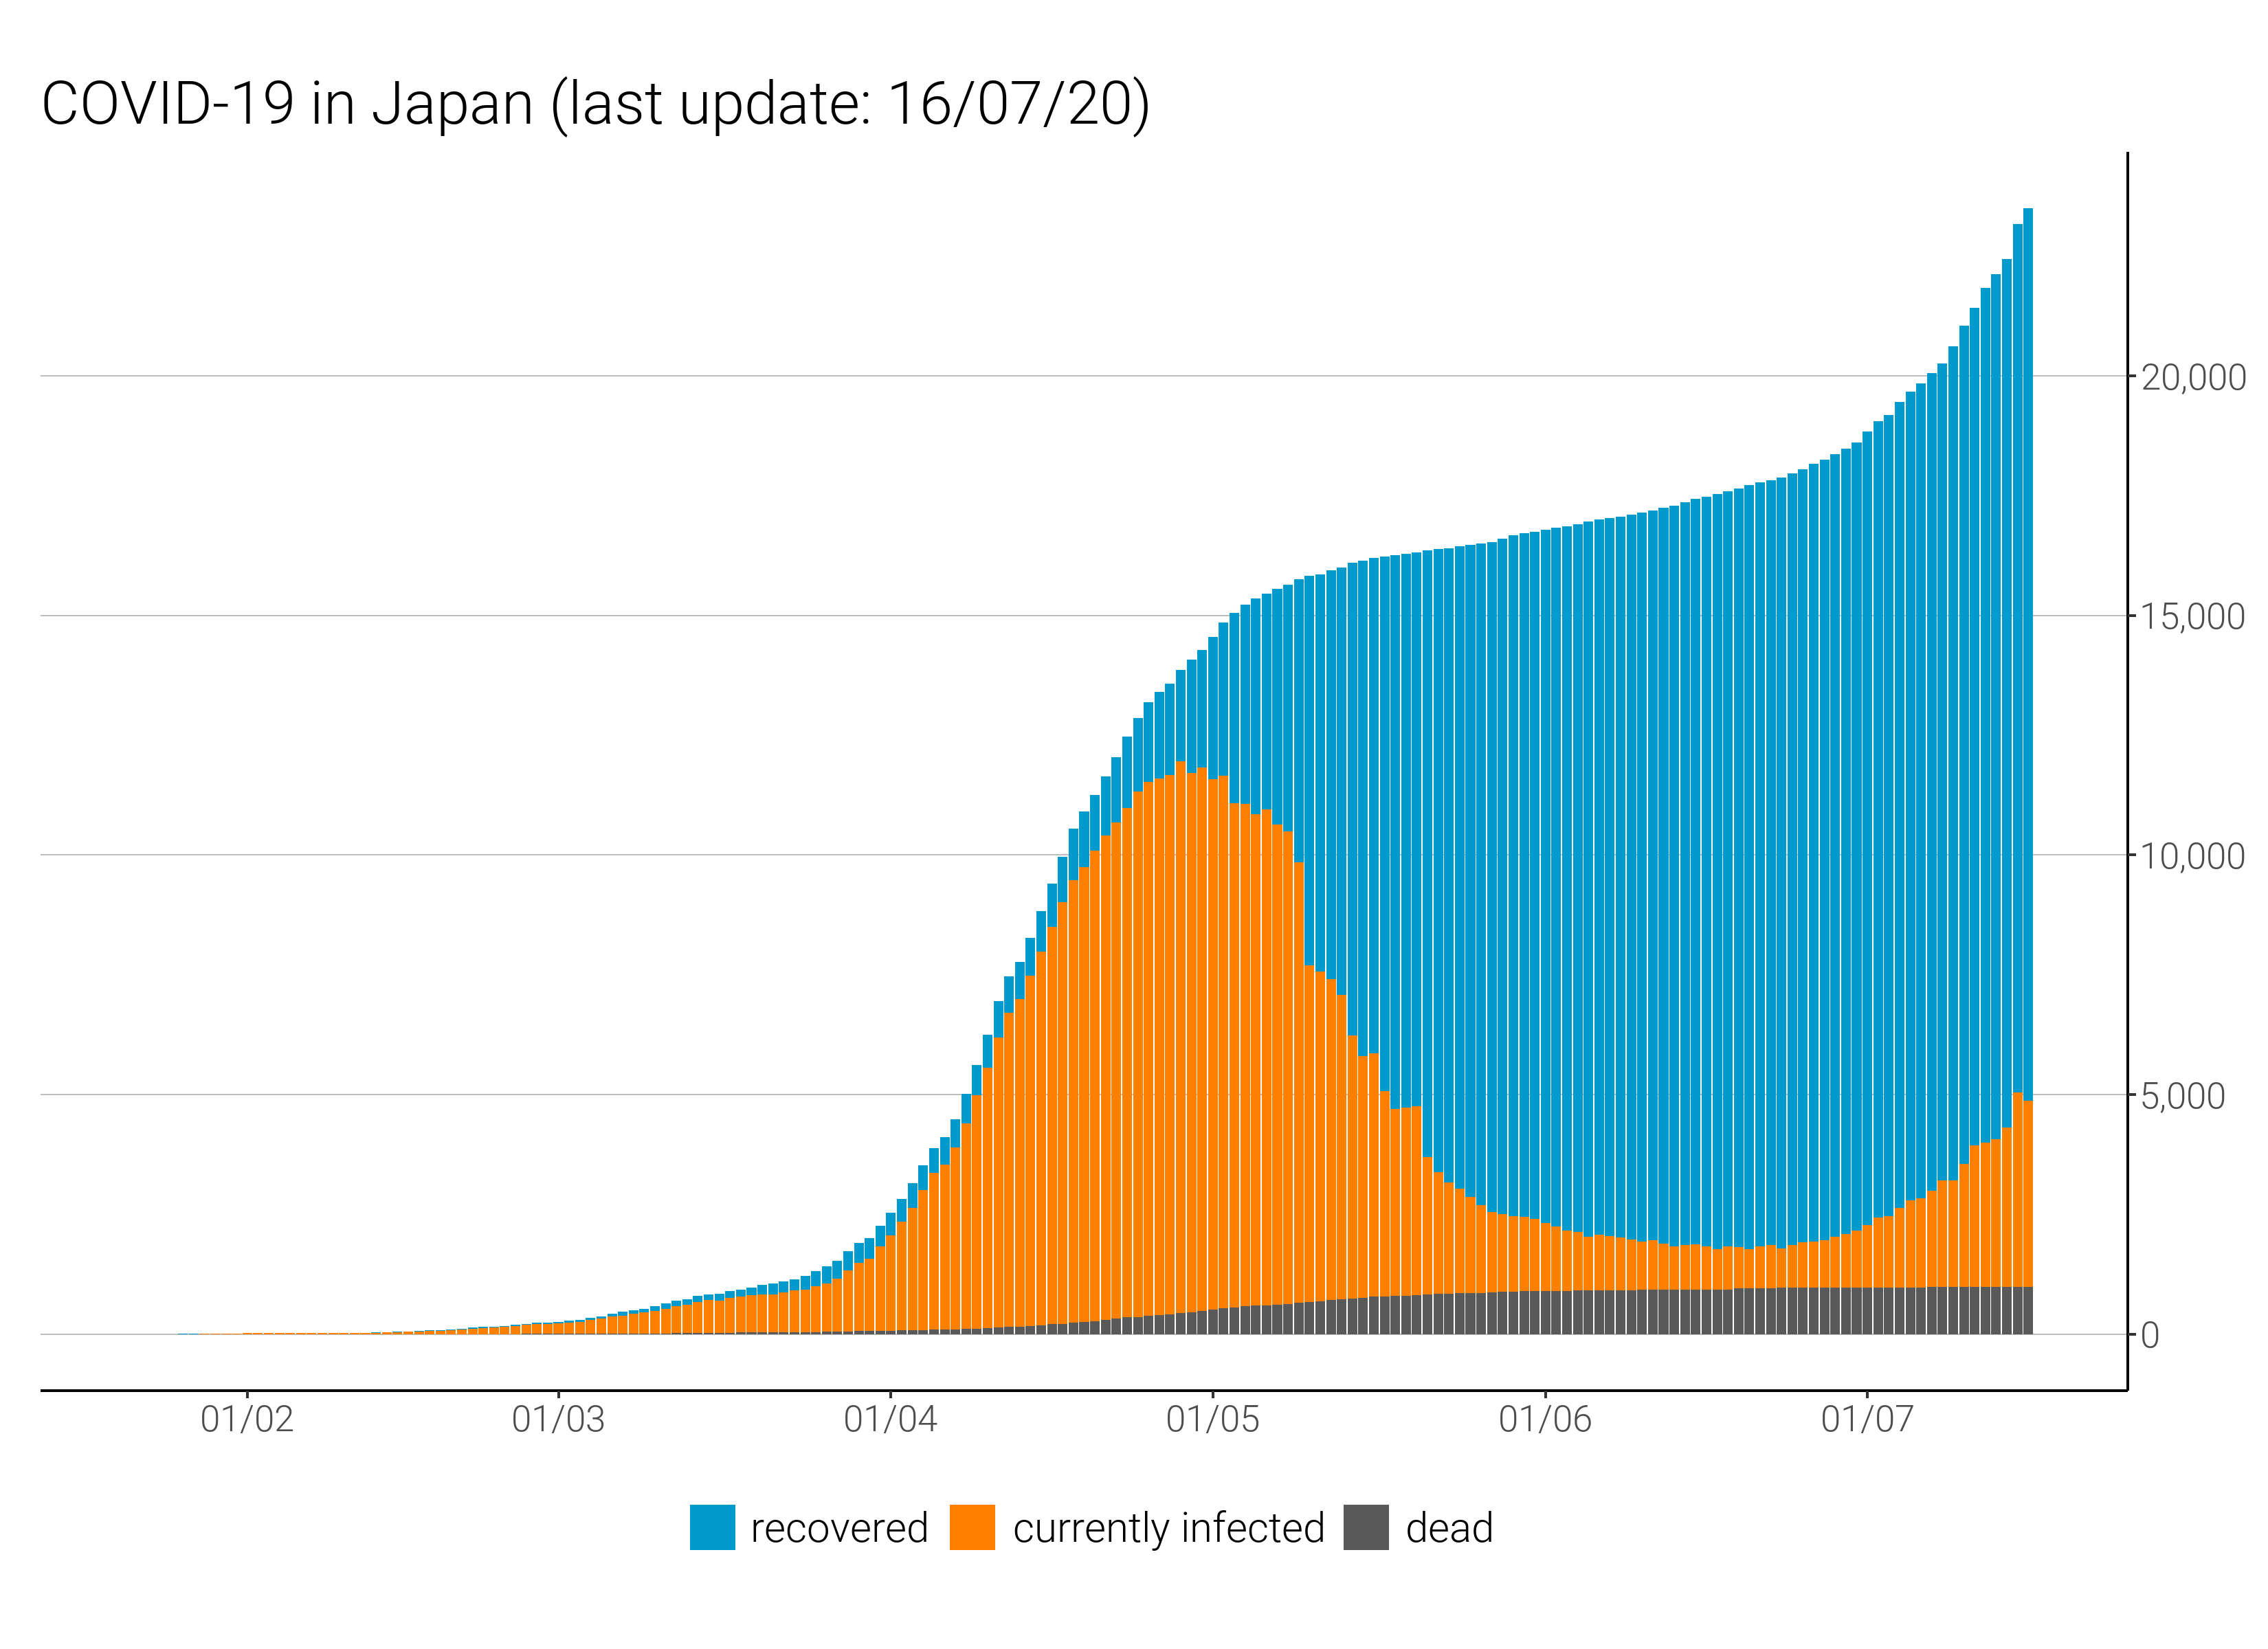 COVID-19 in Japan (last update: 16/07/20)
20,000
15,000
10,000
5,000
0
01/02 01/03 01/04 01/05 01/06 01/07
recovered currently infected dead